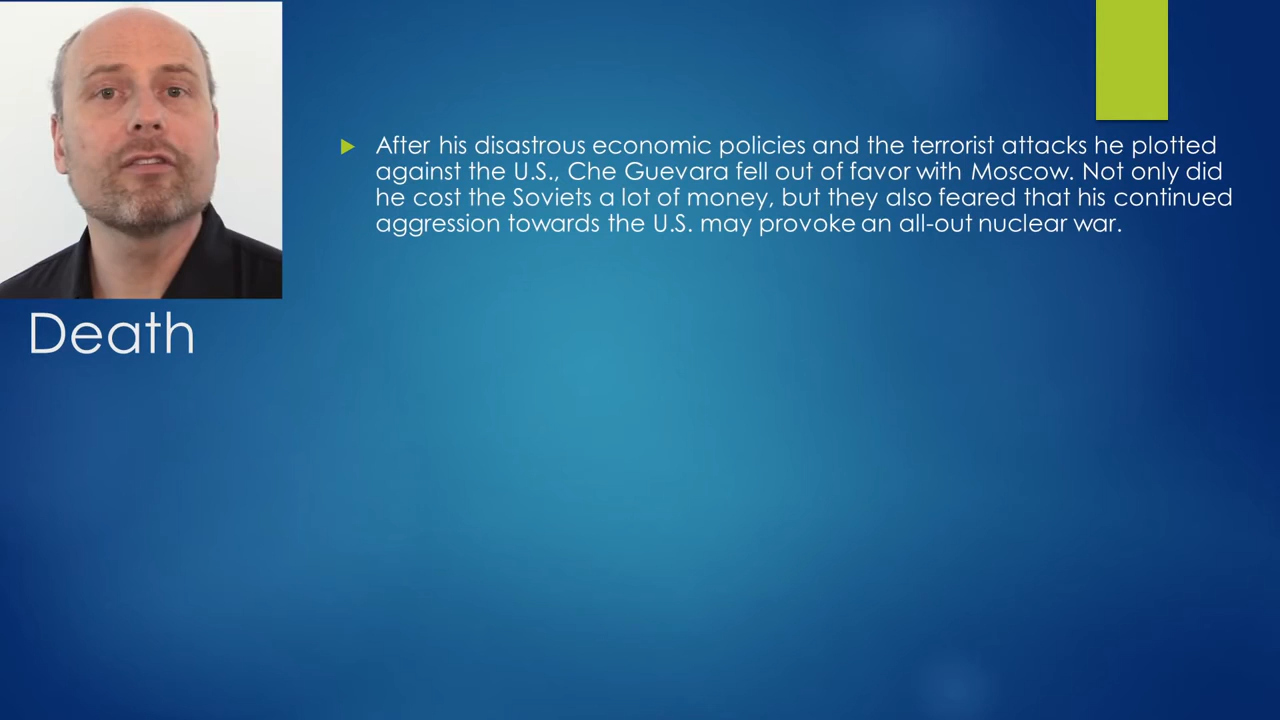 After his disastrous economic policies and the terrorist attacks he plotted
against the U.S., Che Guevara fell out of favor with Moscow. Not only did
he cost the Soviets a lot of money, but they also feared that his continued
aggression towards the U.S. may provoke an all-out nuclear war.
Death